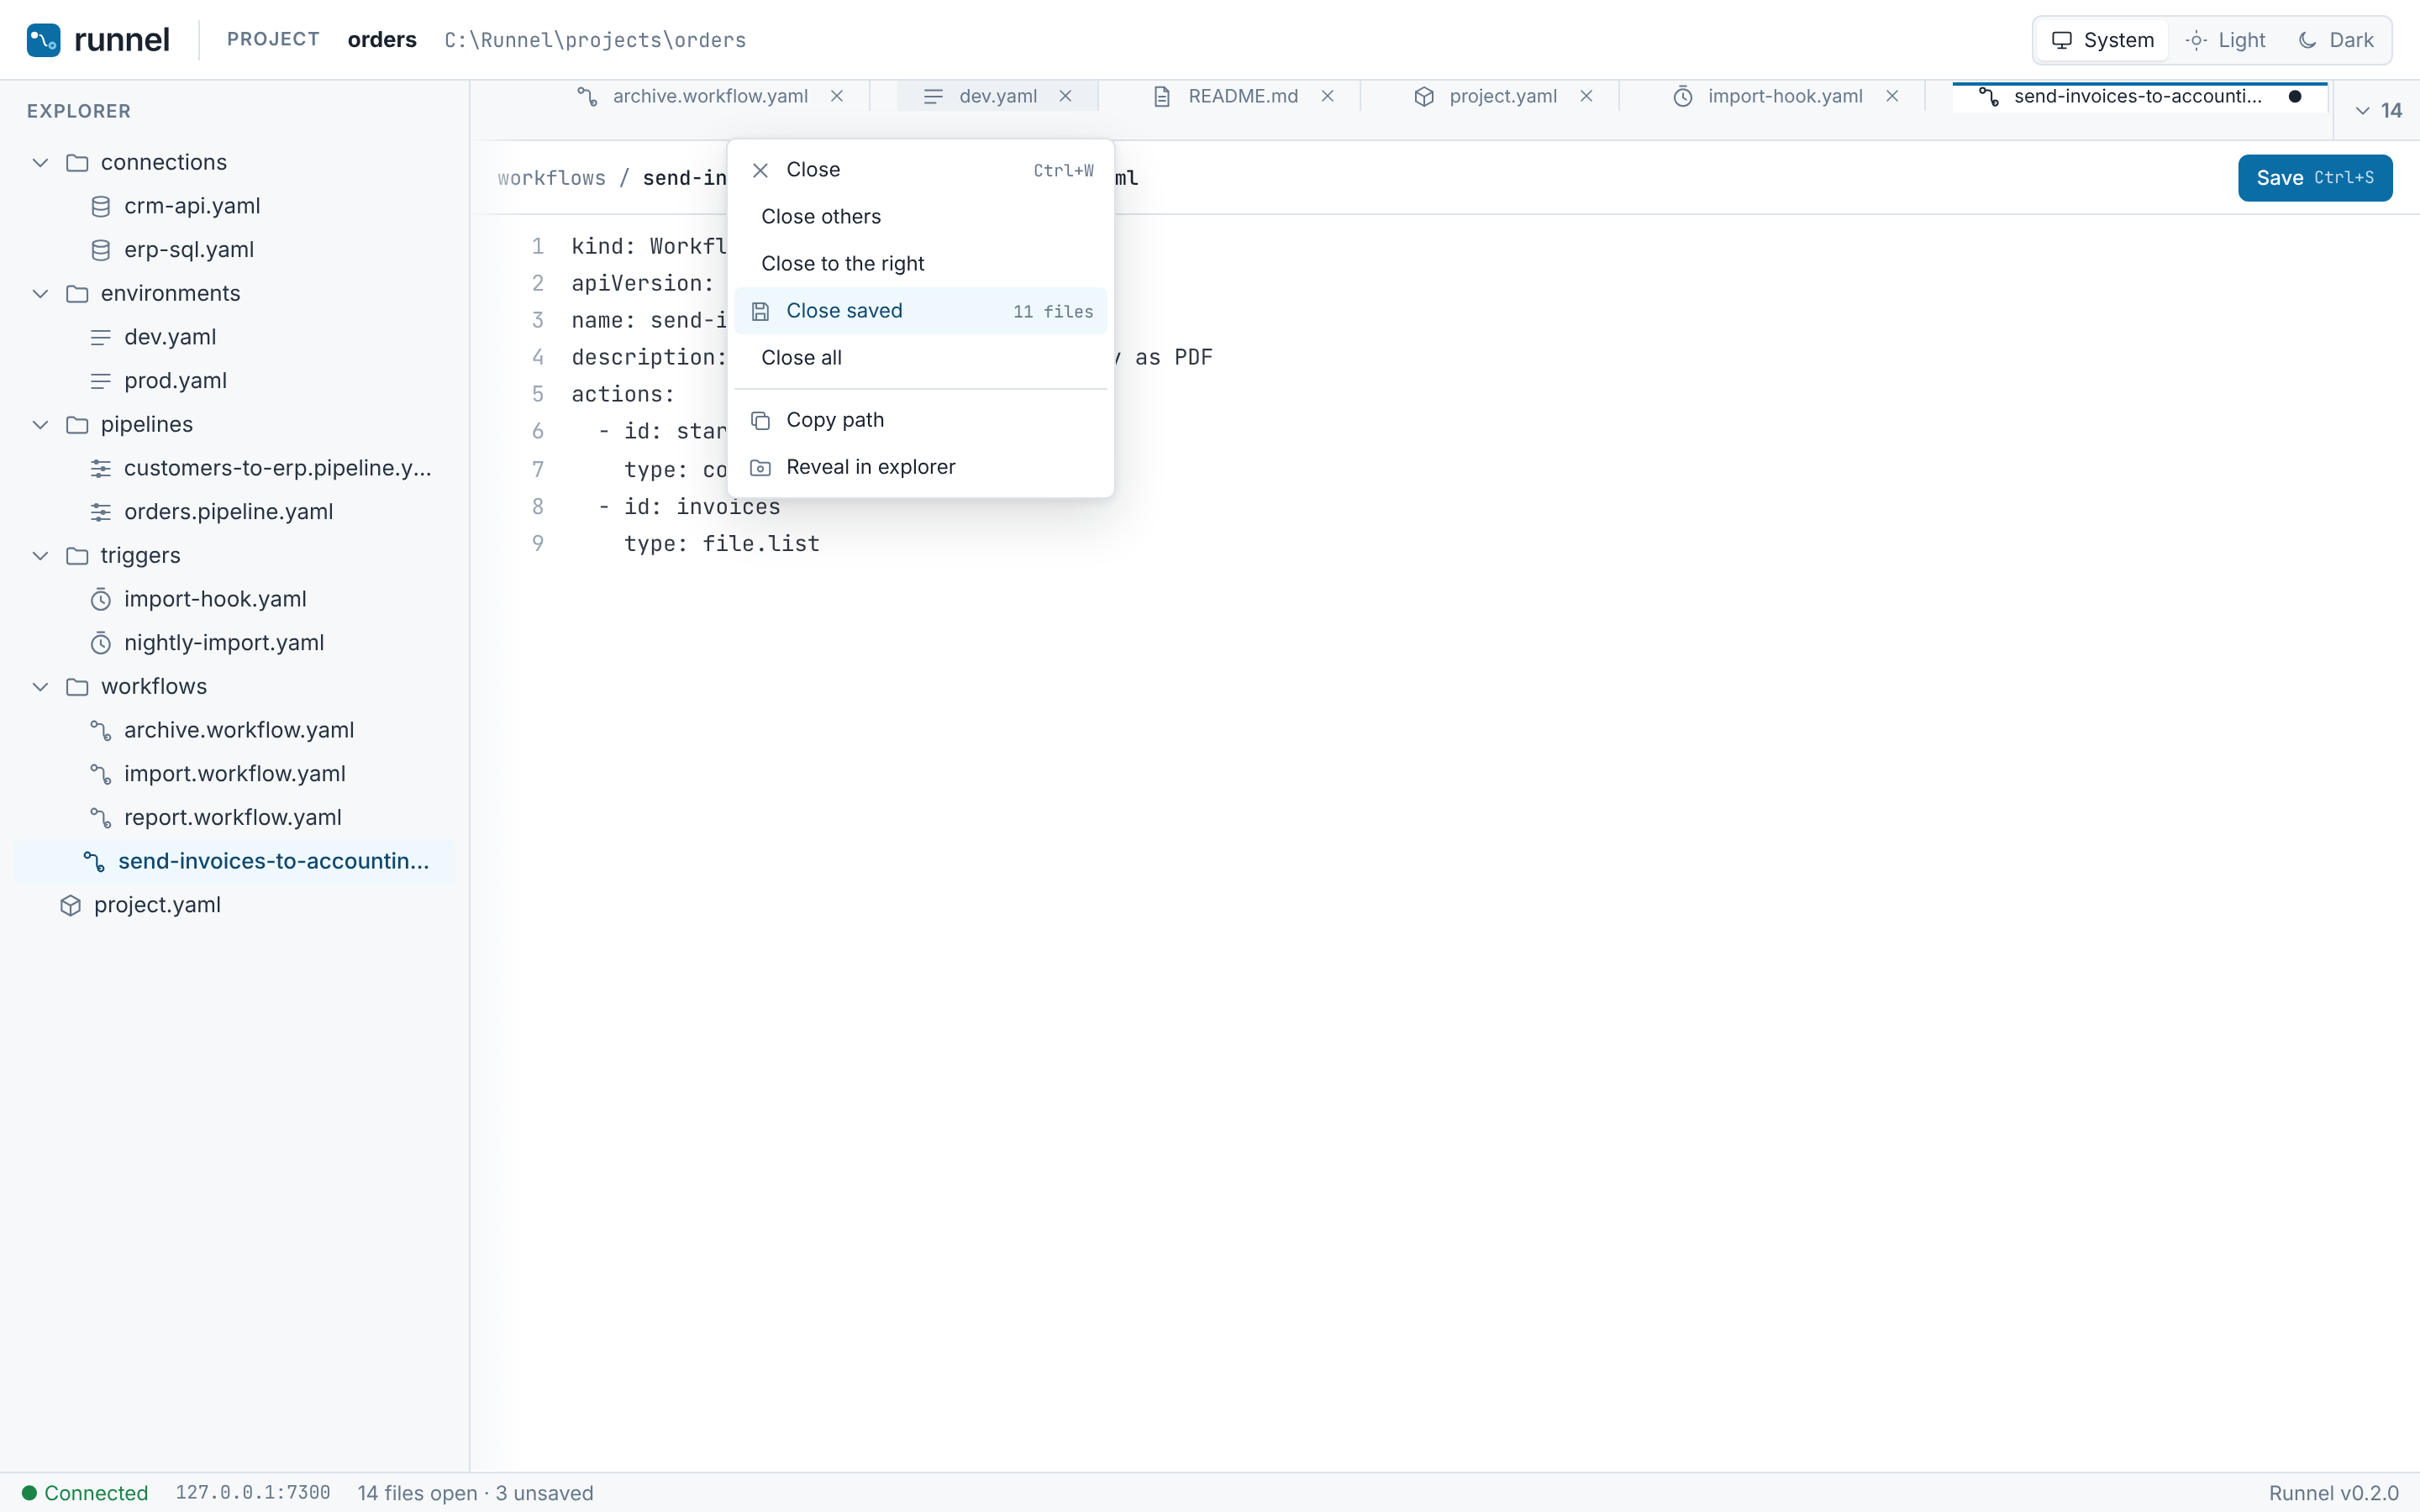 runnel PROJECT orders C:\Runnel\projects\orders System Light Dark
EXPLORER
connections
crm-api.yaml
erp-sql.yaml
environments
dev.yaml
prod.yaml
pipelines
customers-to-erp.pipeline.y...
orders.pipeline.yaml
triggers
import-hook.yaml
nightly-import.yaml
workflows
archive.workflow.yaml
import.workflow.yaml
report.workflow.yaml
send-invoices-to-accountin...
project.yaml
archive.workflow.yaml dev.yaml README.md project.yaml import-hook.yaml send-invoices-to-accounti... 14
workflows / send-in ml Save Ctrl+S
Close Ctrl+W
Close others
Close to the right
Close saved 11 files
Close all
Copy path
Reveal in explorer
1 kind: Workfl
2 apiVersion:
3 name: send-i
4 description: as PDF
5 actions:
6 - id: star
7 type: co
8 - id: invoices
9 type: file.list
Connected 127.0.0.1:7300 14 files open · 3 unsaved Runnel v0.2.0